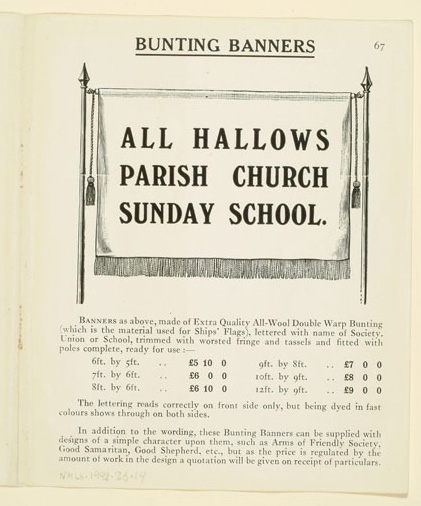 BUNTING BANNERS 67
ALL HALLOWS
PARISH CHURCH
SUNDAY SCHOOL.
BANNERS as above, made of Extra Quality All-Wool Double Warp Bunting
(which is the material used for Ships' Flags), lettered with name of Society,
Union or School, trimmed with worsted fringe and tassels and fitted with
poles complete, ready for use :—
6ft. by 5ft. .. £5 10 0 9ft. by 8ft. .. £7 0 0
7ft. by 6ft. .. £6 0 0 10ft. by 9ft. .. £8 0 0
8ft. by 6ft. .. £6 10 0 12ft. by 9ft. .. £9 0 0
The lettering reads correctly on front side only, but being dyed in fast
colours shows through on both sides.
In addition to the wording, these Bunting Banners can be supplied with
designs of a simple character upon them, such as Arms of Friendly Society,
Good Samaritan, Good Shepherd, etc., but as the price is regulated by the
amount of work in the design a quotation will be given on receipt of particulars.